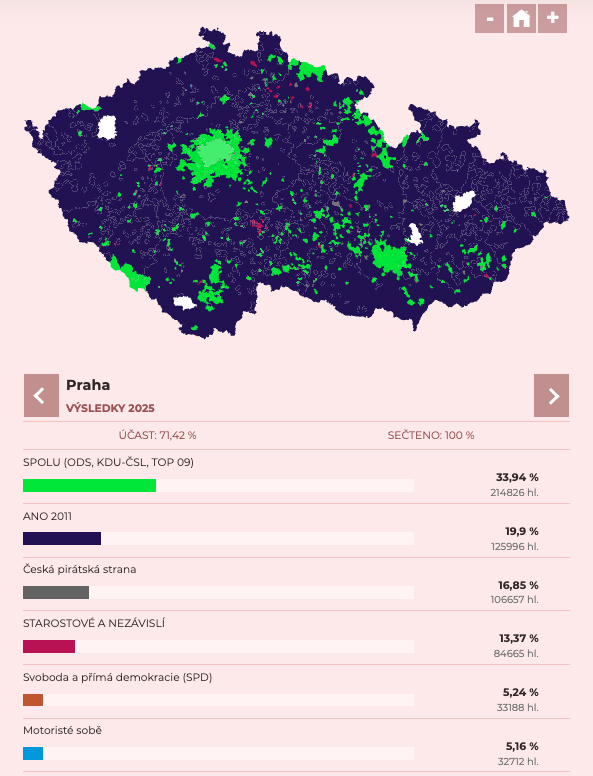 -
+
Praha
VÝSLEDKY 2025
ÚČAST: 71,42 %
SEČTENO: 100 %
SPOLU (ODS, KDU-ČSL, TOP 09)
33,94 %
214826 hl.
ANO 2011
19,9 %
125996 hl.
Česká pirátská strana
16,85 %
106657 hl.
STAROSTOVÉ A NEZÁVISLÍ
13,37 %
84665 hl.
Svoboda a přímá demokracie (SPD)
5,24 %
33188 hl.
Motoristé sobě
5,16 %
32712 hl.